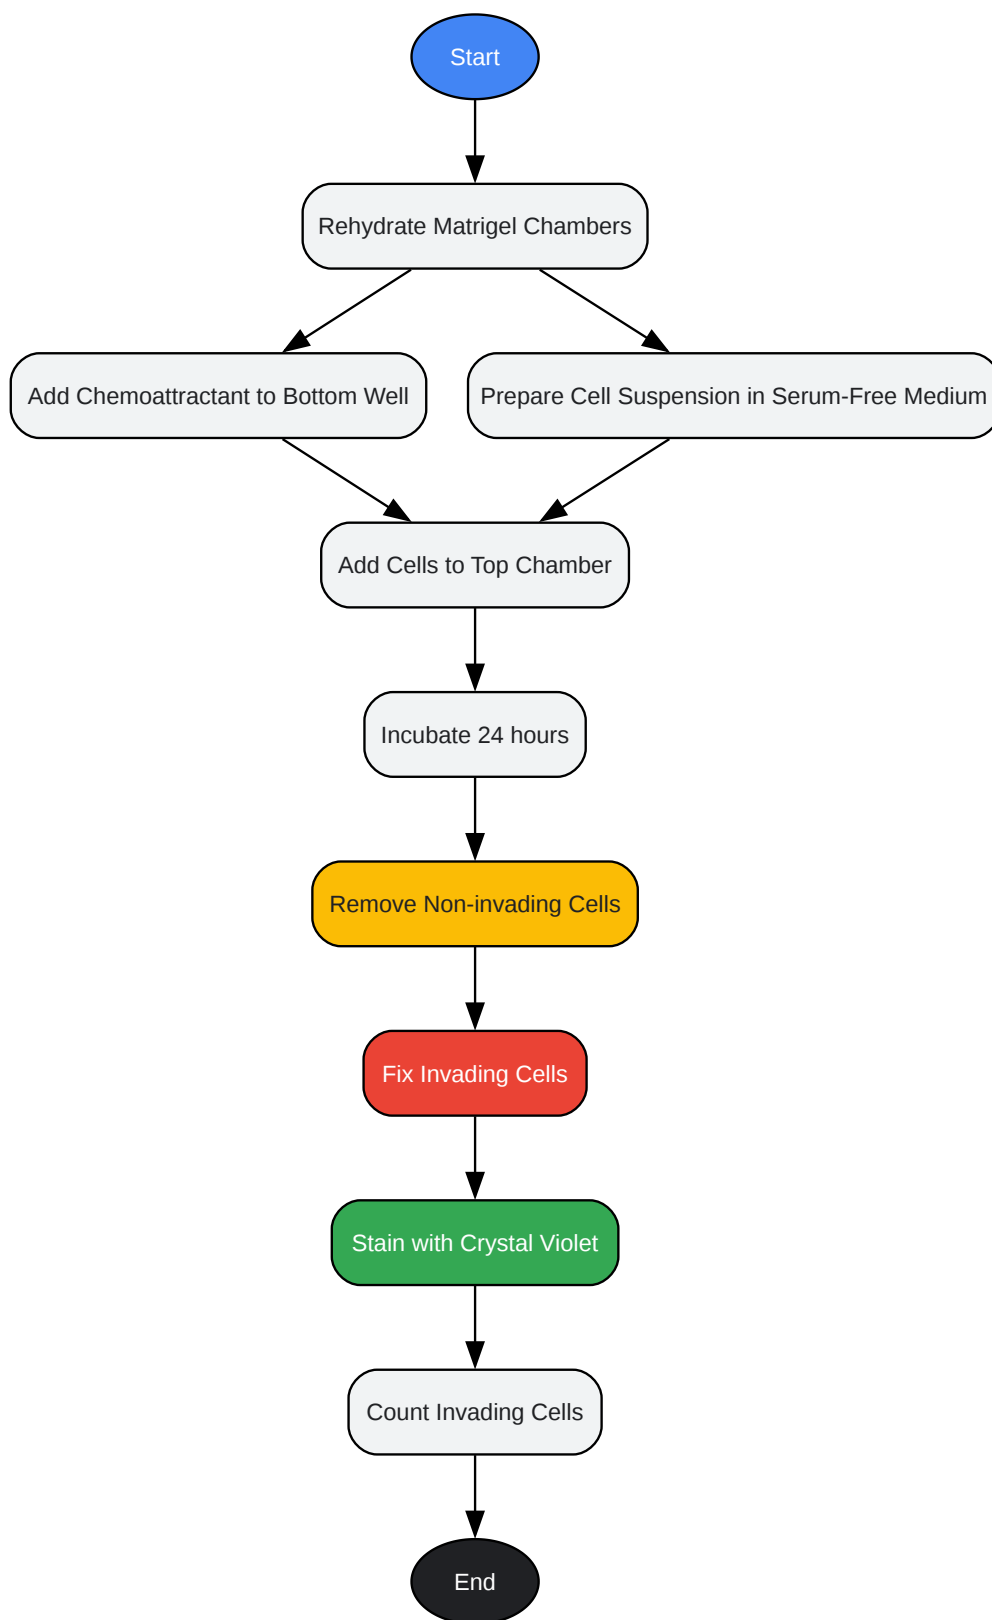 Start
Rehydrate Matrigel Chambers
Add Chemoattractant to Bottom Well
Prepare Cell Suspension in Serum-Free Medium
Add Cells to Top Chamber
Incubate 24 hours
Remove Non-invading Cells
Fix Invading Cells
Stain with Crystal Violet
Count Invading Cells
End